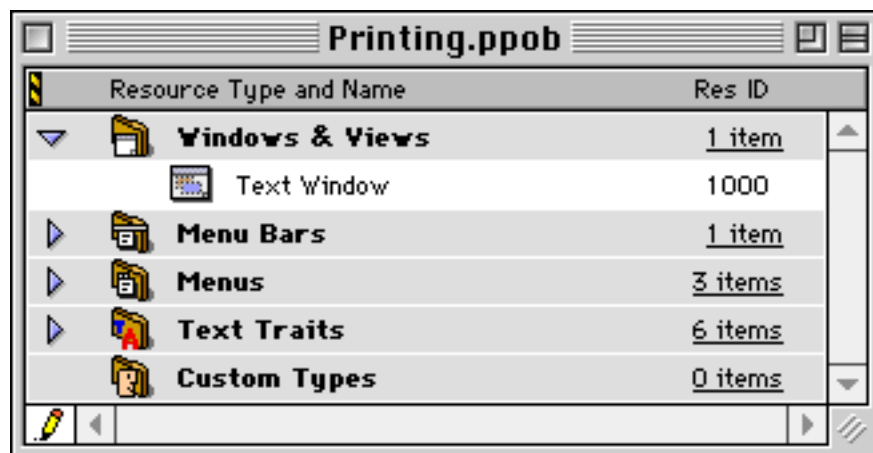 Printing.ppob
Resource Type and Name Res ID
Windows & Views 1 item
Text Window 1000
Menu Bars 1 item
Menus 3 items
Text Traits 6 items
Custom Types 0 items